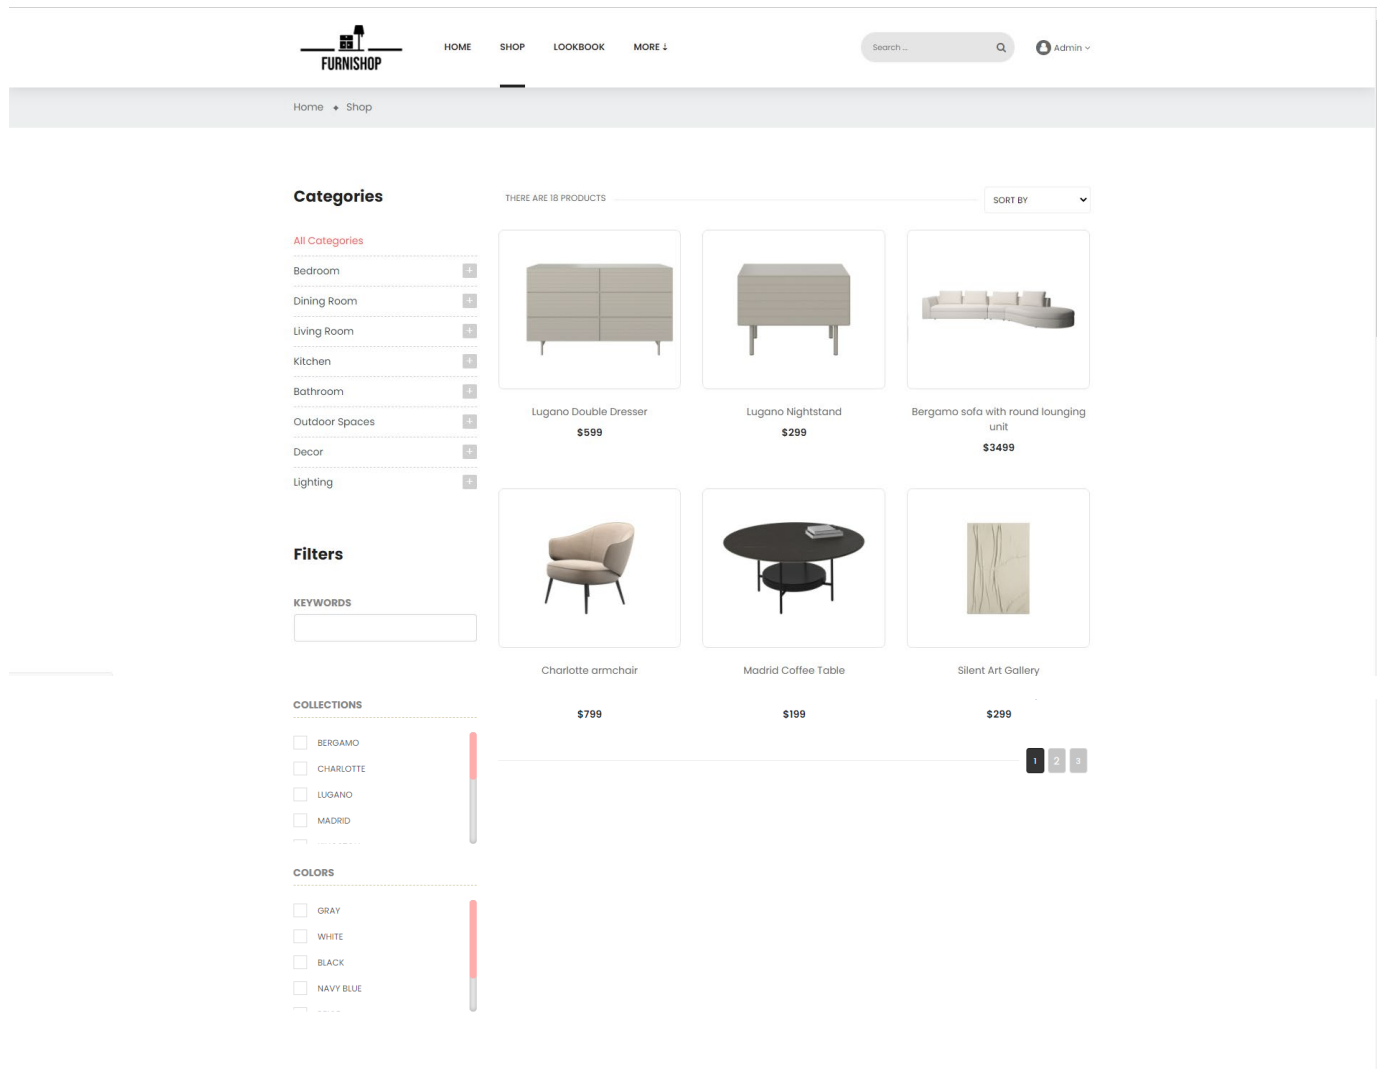 FURNISHOP
HOME SHOP LOOKBOOK MORE ↓
Search ...
Admin
Home + Shop
Categories
All Categories
Bedroom +
Dining Room +
Living Room +
Kitchen +
Bathroom +
Outdoor Spaces +
Decor +
Lighting +
Filters
KEYWORDS
COLLECTIONS
BERGAMO
CHARLOTTE
LUGANO
MADRID
COLORS
GRAY
WHITE
BLACK
NAVY BLUE
THERE ARE 18 PRODUCTS
SORT BY
Lugano Double Dresser
$599
Lugano Nightstand
$299
Bergamo sofa with round lounging
unit
$3499
Charlotte armchair
$799
Madrid Coffee Table
$199
Silent Art Gallery
$299
1 2 3